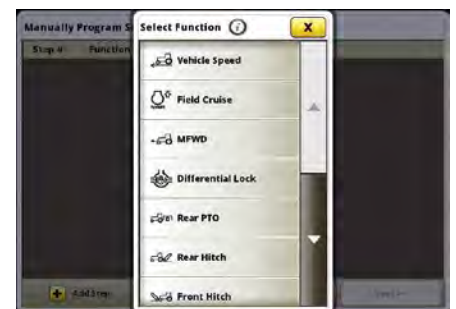 Manually Program S
Select Function
X
Step #
Function
Vehicle Speed
Field Cruise
MFWD
Differential Lock
Rear PTO
Rear Hitch
Front Hitch
Add Step